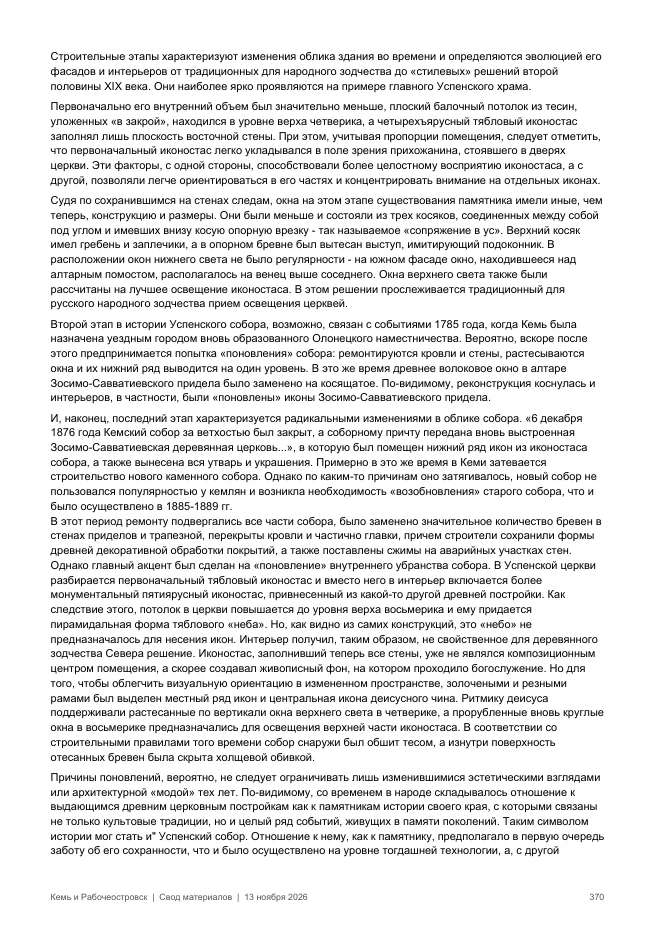 Строительные этапы характеризуют изменения облика здания во времени и определяются эволюцией его
фасадов и интерьеров от традиционных для народного зодчества до «стилевых» решений второй
половины XIX века. Они наиболее ярко проявляются на примере главного Успенского храма.
Первоначально его внутренний объем был значительно меньше, плоский балочный потолок из тесин,
уложенных «в закрой», находился в уровне верха четверика, а четырехъярусный тябловый иконостас
заполнял лишь плоскость восточной стены. При этом, учитывая пропорции помещения, следует отметить,
что первоначальный иконостас легко укладывался в поле зрения прихожанина, стоявшего в дверях
церкви. Эти факторы, с одной стороны, способствовали более целостному восприятию иконостаса, а с
другой, позволяли легче ориентироваться в его частях и концентрировать внимание на отдельных иконах.
Судя по сохранившимся на стенах следам, окна на этом этапе существования памятника имели иные, чем
теперь, конструкцию и размеры. Они были меньше и состояли из трех косяков, соединенных между собой
под углом и имевших внизу косую опорную врезку - так называемое «сопряжение в ус». Верхний косяк
имел гребень и заплечики, а в опорном бревне был вытесан выступ, имитирующий подоконник. В
расположении окон нижнего света не было регулярности - на южном фасаде окно, находившееся над
алтарным помостом, располагалось на венец выше соседнего. Окна верхнего света также были
рассчитаны на лучшее освещение иконостаса. В этом решении прослеживается традиционный для
русского народного зодчества прием освещения церквей.
Второй этап в истории Успенского собора, возможно, связан с событиями 1785 года, когда Кемь была
назначена уездным городом вновь образованного Олонецкого наместничества. Вероятно, вскоре после
этого предпринимается попытка «поновления» собора: ремонтируются кровли и стены, растесываются
окна и их нижний ряд выводится на один уровень. В это же время древнее волоковое окно в алтаре
Зосимо-Савватиевского придела было заменено на косящатое. По-видимому, реконструкция коснулась и
интерьеров, в частности, были «поновлены» иконы Зосимо-Савватиевского придела.
И, наконец, последний этап характеризуется радикальными изменениями в облике собора. «6 декабря
1876 года Кемский собор за ветхостью был закрыт, а соборному причту передана вновь выстроенная
Зосимо-Савватиевская деревянная церковь...», в которую был помещен нижний ряд икон из иконостаса
собора, а также вынесена вся утварь и украшения. Примерно в это же время в Кеми затевается
строительство нового каменного собора. Однако по каким-то причинам оно затягивалось, новый собор не
пользовался популярностью у кемлян и возникла необходимость «возобновления» старого собора, что и
было осуществлено в 1885-1889 гг.
В этот период ремонту подвергались все части собора, было заменено значительное количество бревен в
стенах приделов и трапезной, перекрыты кровли и частично главки, причем строители сохранили формы
древней декоративной обработки покрытий, а также поставлены сжимы на аварийных участках стен.
Однако главный акцент был сделан на «поновление» внутреннего убранства собора. В Успенской церкви
разбирается первоначальный тябловый иконостас и вместо него в интерьер включается более
монументальный пятиярусный иконостас, привнесенный из какой-то другой древней постройки. Как
следствие этого, потолок в церкви повышается до уровня верха восьмерика и ему придается
пирамидальная форма тяблового «неба». Но, как видно из самих конструкций, это «небо» не
предназначалось для несения икон. Интерьер получил, таким образом, не свойственное для деревянного
зодчества Севера решение. Иконостас, заполнивший теперь все стены, уже не являлся композиционным
центром помещения, а скорее создавал живописный фон, на котором проходило богослужение. Но для
того, чтобы облегчить визуальную ориентацию в измененном пространстве, золочеными и резными
рамами был выделен местный ряд икон и центральная икона деисусного чина. Ритмику деисуса
поддерживали растесанные по вертикали окна верхнего света в четверике, а прорубленные вновь круглые
окна в восьмерике предназначались для освещения верхней части иконостаса. В соответствии со
строительными правилами того времени собор снаружи был обшит тесом, а изнутри поверхность
отесанных бревен была скрыта холщевой обивкой.
Причины поновлений, вероятно, не следует ограничивать лишь изменившимися эстетическими взглядами
или архитектурной «модой» тех лет. По-видимому, со временем в народе складывалось отношение к
выдающимся древним церковным постройкам как к памятникам истории своего края, с которыми связаны
не только культовые традиции, но и целый ряд событий, живущих в памяти поколений. Таким символом
истории мог стать и" Успенский собор. Отношение к нему, как к памятнику, предполагало в первую очередь
заботу об его сохранности, что и было осуществлено на уровне тогдашней технологии, а, с другой
Кемь и Рабочеостровск | Свод материалов | 13 ноября 2026
370